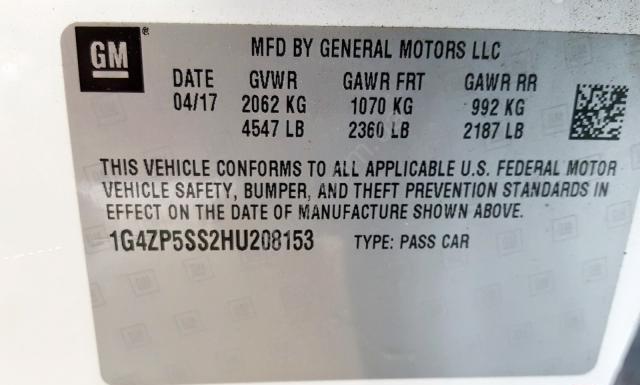 GM ®
MFD BY GENERAL MOTORS LLC
DATE GVWR GAWR FRT GAWR RR
04/17 2062 KG 1070 KG 992 KG
4547 LB 2360 LB 2187 LB
THIS VEHICLE CONFORMS TO ALL APPLICABLE U.S. FEDERAL MOTOR
VEHICLE SAFETY, BUMPER, AND THEFT PREVENTION STANDARDS IN
EFFECT ON THE DATE OF MANUFACTURE SHOWN ABOVE.
1G4ZP5SS2HU208153 TYPE: PASS CAR